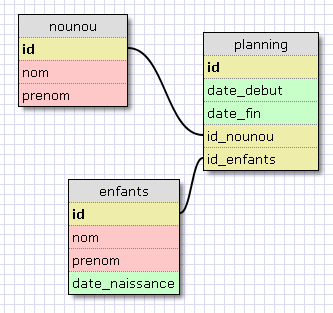 nounou
id
nom
prenom
planning
id
date_debut
date_fin
id_nounou
id_enfants
enfants
id
nom
prenom
date_naissance